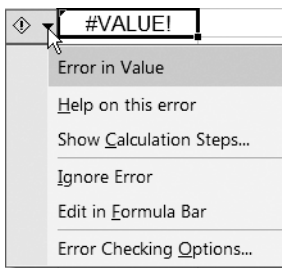 #VALUE!
Error in Value
Help on this error
Show Calculation Steps...
Ignore Error
Edit in Formula Bar
Error Checking Options...